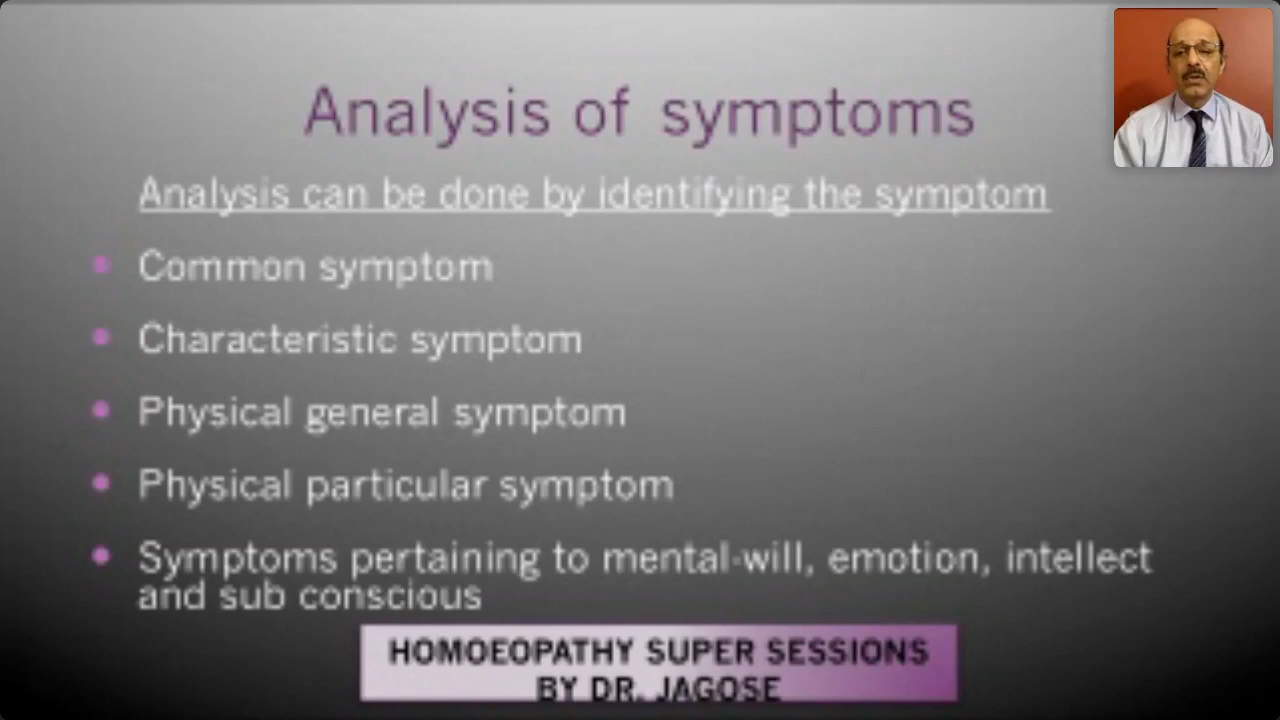 Analysis of symptoms
Analysis can be done by identifying the symptom
Common symptom
Characteristic symptom
Physical general symptom
Physical particular symptom
Symptoms pertaining to mental-will, emotion, intellect
and sub conscious
HOMOEOPATHY SUPER SESSIONS
BY DR. JAGOSE